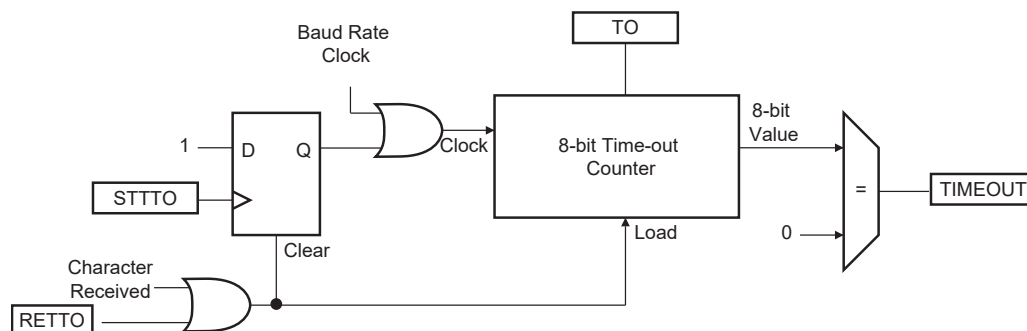 TO
Baud Rate
Clock
1
D
Q
Clock
8-bit Time-out
Counter
8-bit
Value
=
TIMEOUT
STTTO
Clear
Load
0
Character
Received
RETTO